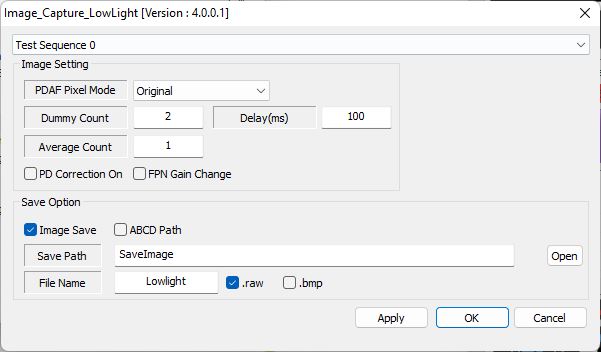 Image_Capture_LowLight [Version : 4.0.0.1]
Test Sequence 0
Image Setting
PDAF Pixel Mode Original
Dummy Count 2 Delay(ms) 100
Average Count 1
PD Correction On FPN Gain Change
Save Option
Image Save ABCD Path
Save Path SaveImage Open
File Name Lowlight .raw .bmp
Apply OK Cancel